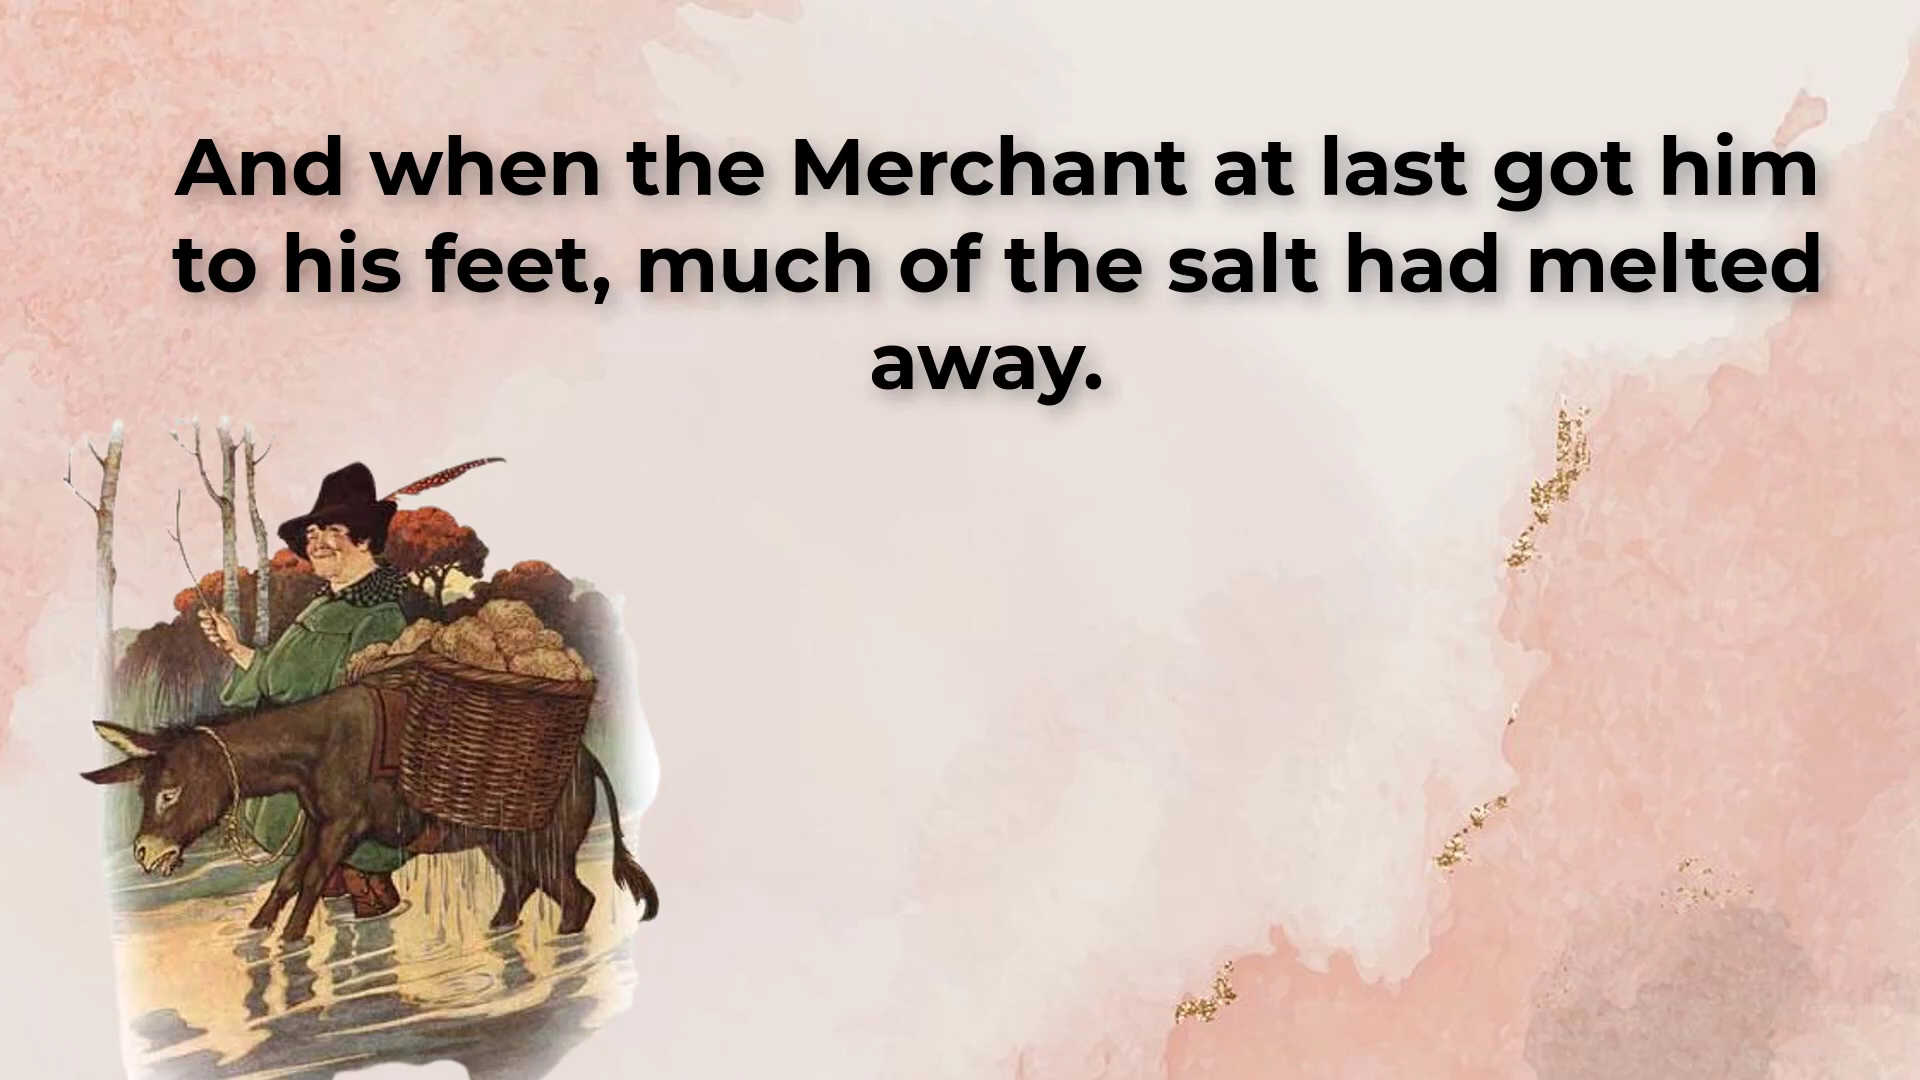 And when the Merchant at last got him
to his feet, much of the salt had melted
away.